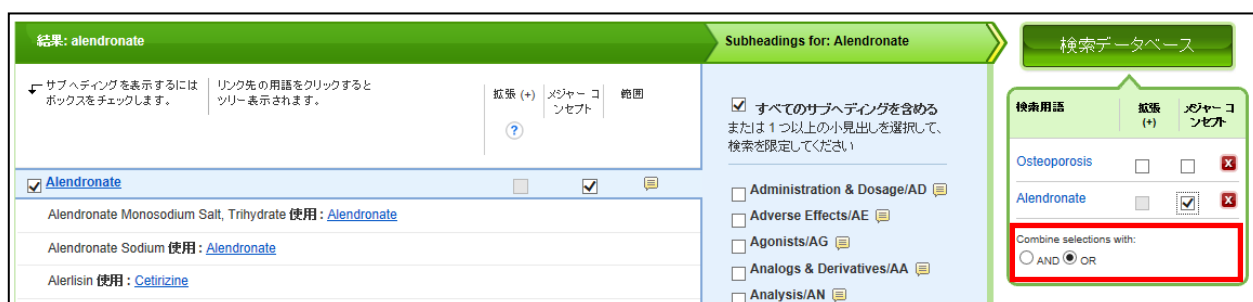 結果: alendronate
Subheadings for: Alendronate
検索データベース
サブヘディングを表示するには
ボックスをチェックします。
リンク先の用語をクリックすると
ツリー表示されます。
拡張 (+)
?
メジャー コ
ンセプト
範囲
すべてのサブヘディングを含める
または1つ以上の小見出しを選択して、
検索を限定してください
検索用語
拡張
(+)
メジャー コ
ンセプト
Osteoporosis
Alendronate
Combine selections with:
AND OR
Alendronate
Alendronate Monosodium Salt, Trihydrate 使用 : Alendronate
Alendronate Sodium 使用 : Alendronate
Alerlisin 使用 : Cetirizine
Administration & Dosage/AD
Adverse Effects/AE
Agonists/AG
Analogs & Derivatives/AA
Analysis/AN